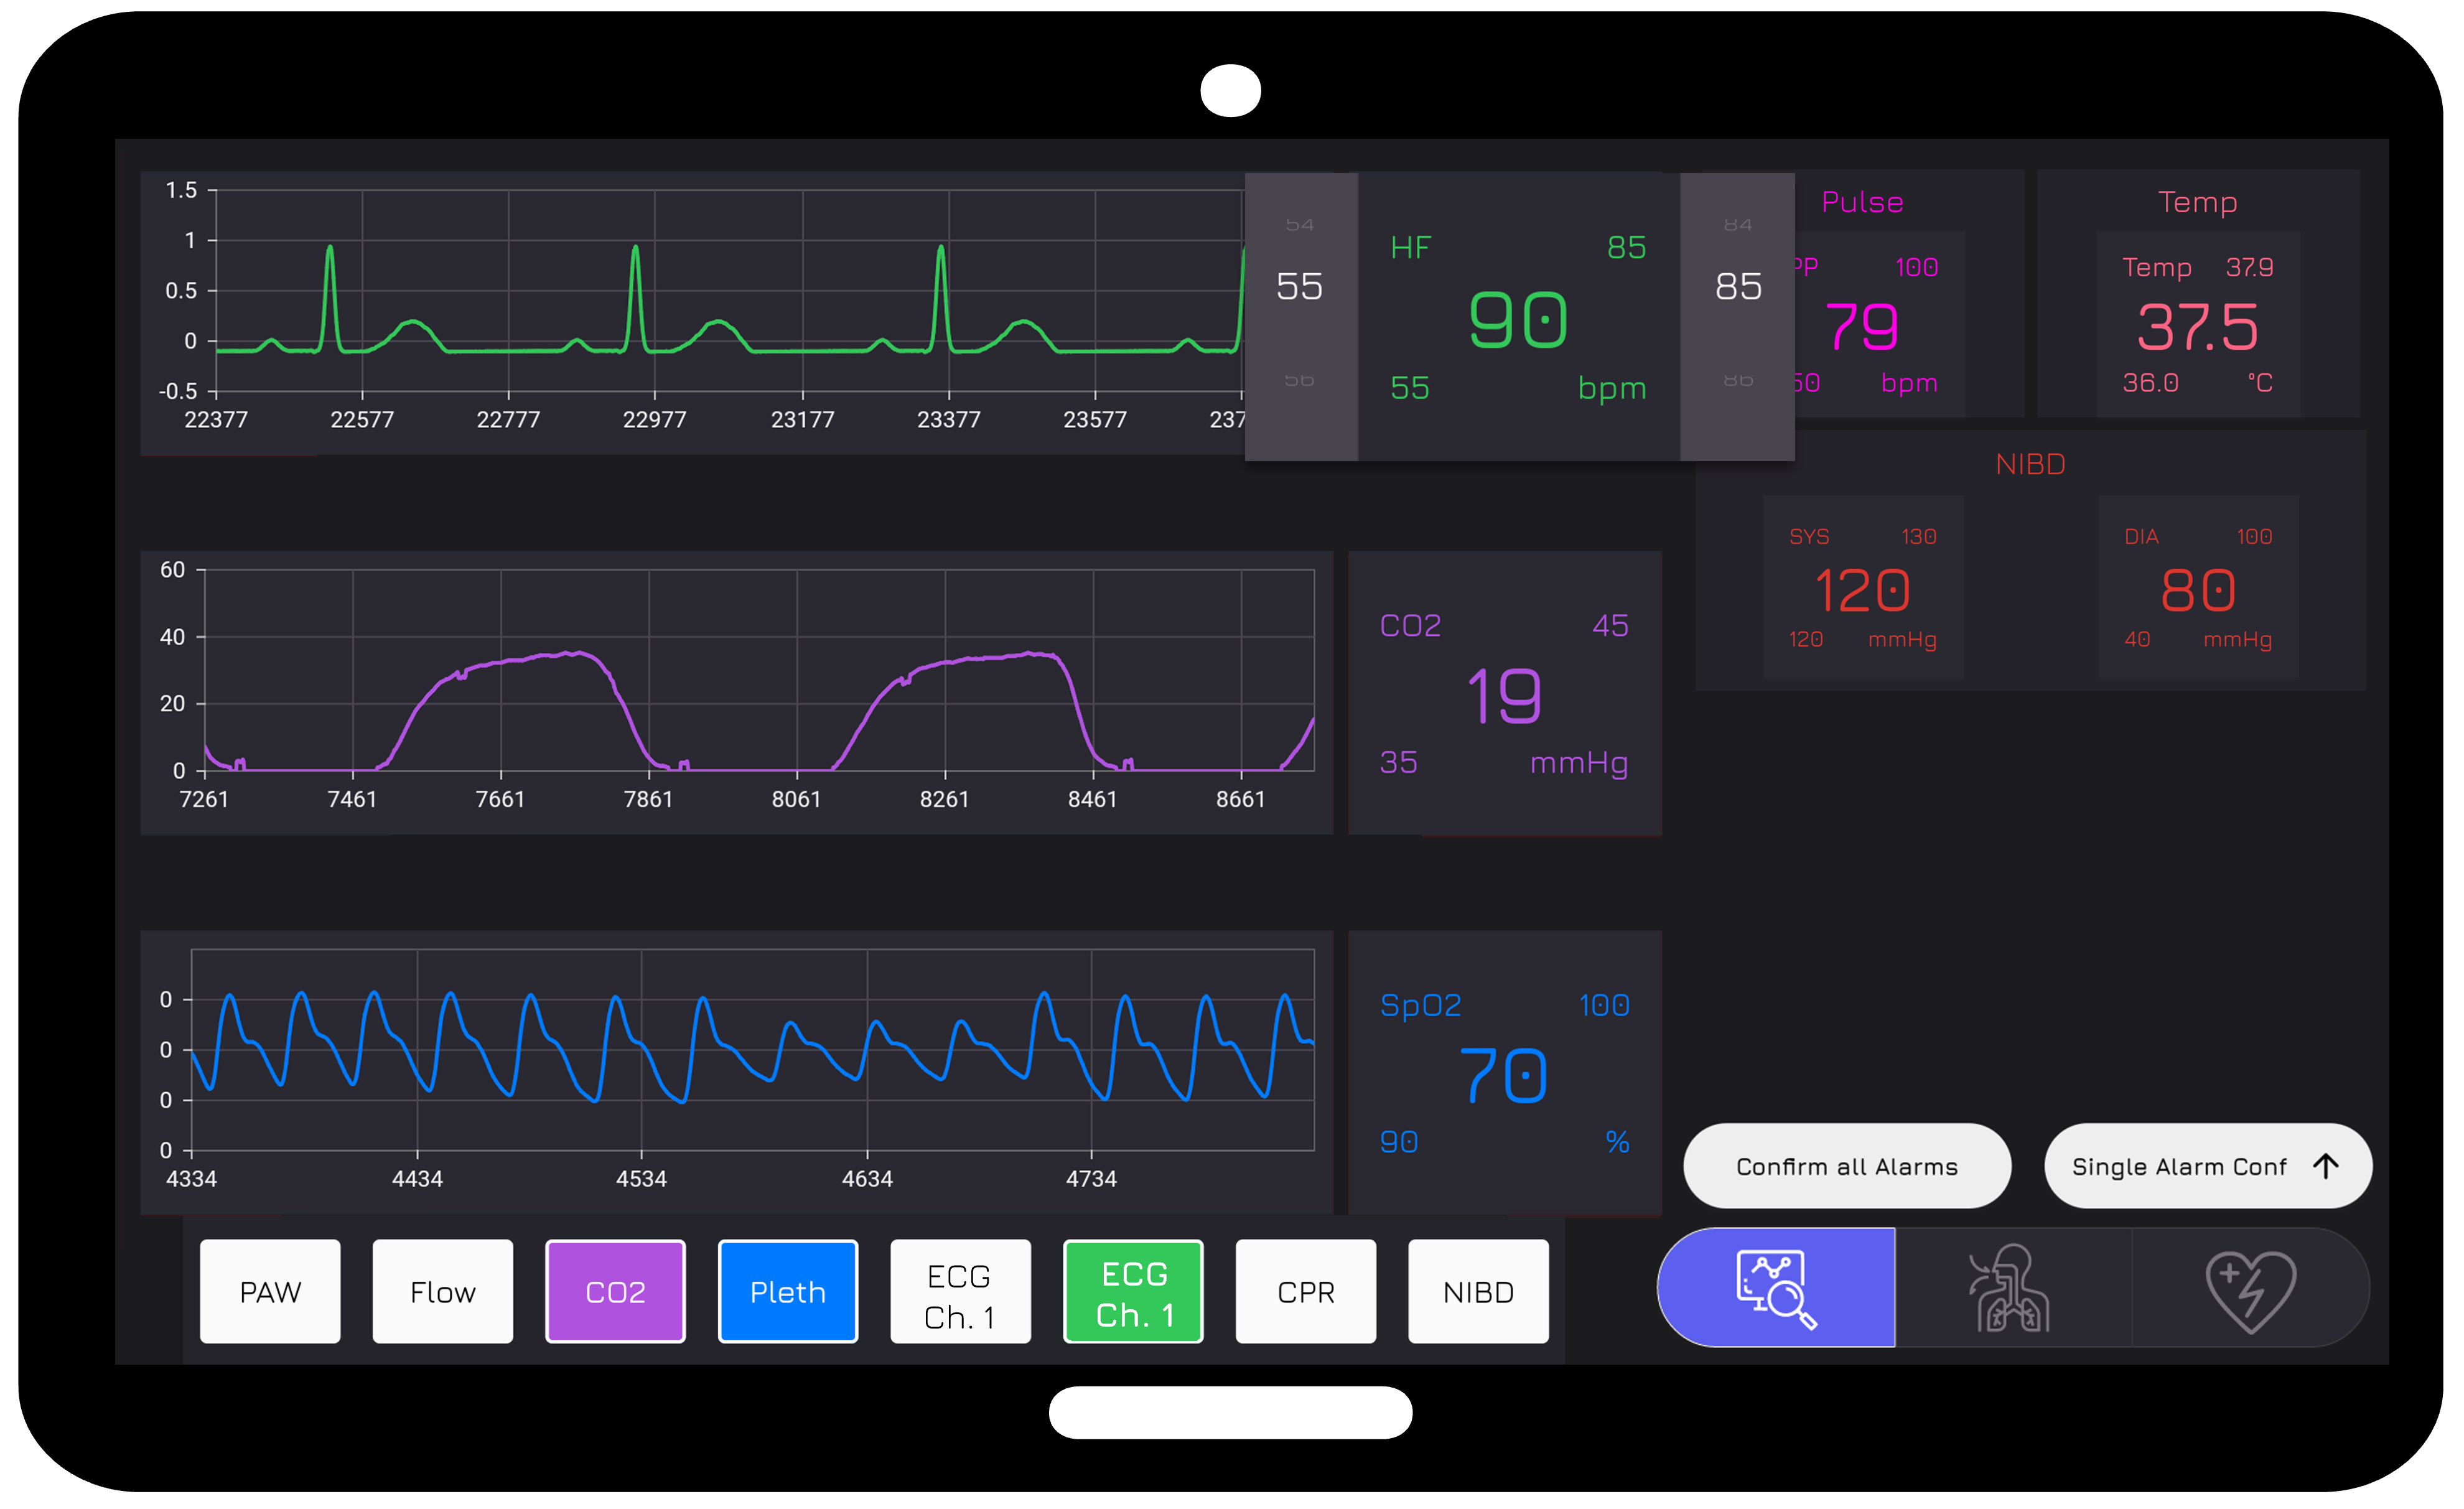 1.5
1
0.5
0
-0.5
22377 22577 22777 22977 23177 23377 23577 237
54
55
56
HF 85
90
55 bpm
84
85
86
Pulse
PP 100
79
50 bpm
Temp
Temp 37.9
37.5
36.0 °C
NIBD
SYS 130
120
120 mmHg
DIA 100
80
40 mmHg
60
40
20
0
7261 7461 7661 7861 8061 8261 8461 8661
CO2 45
19
35 mmHg
0
0
0
0
4334 4434 4534 4634 4734
SpO2 100
70
90 %
Confirm all Alarms
Single Alarm Conf
PAW
Flow
CO2
Pleth
ECG
Ch. 1
ECG
Ch. 1
CPR
NIBD